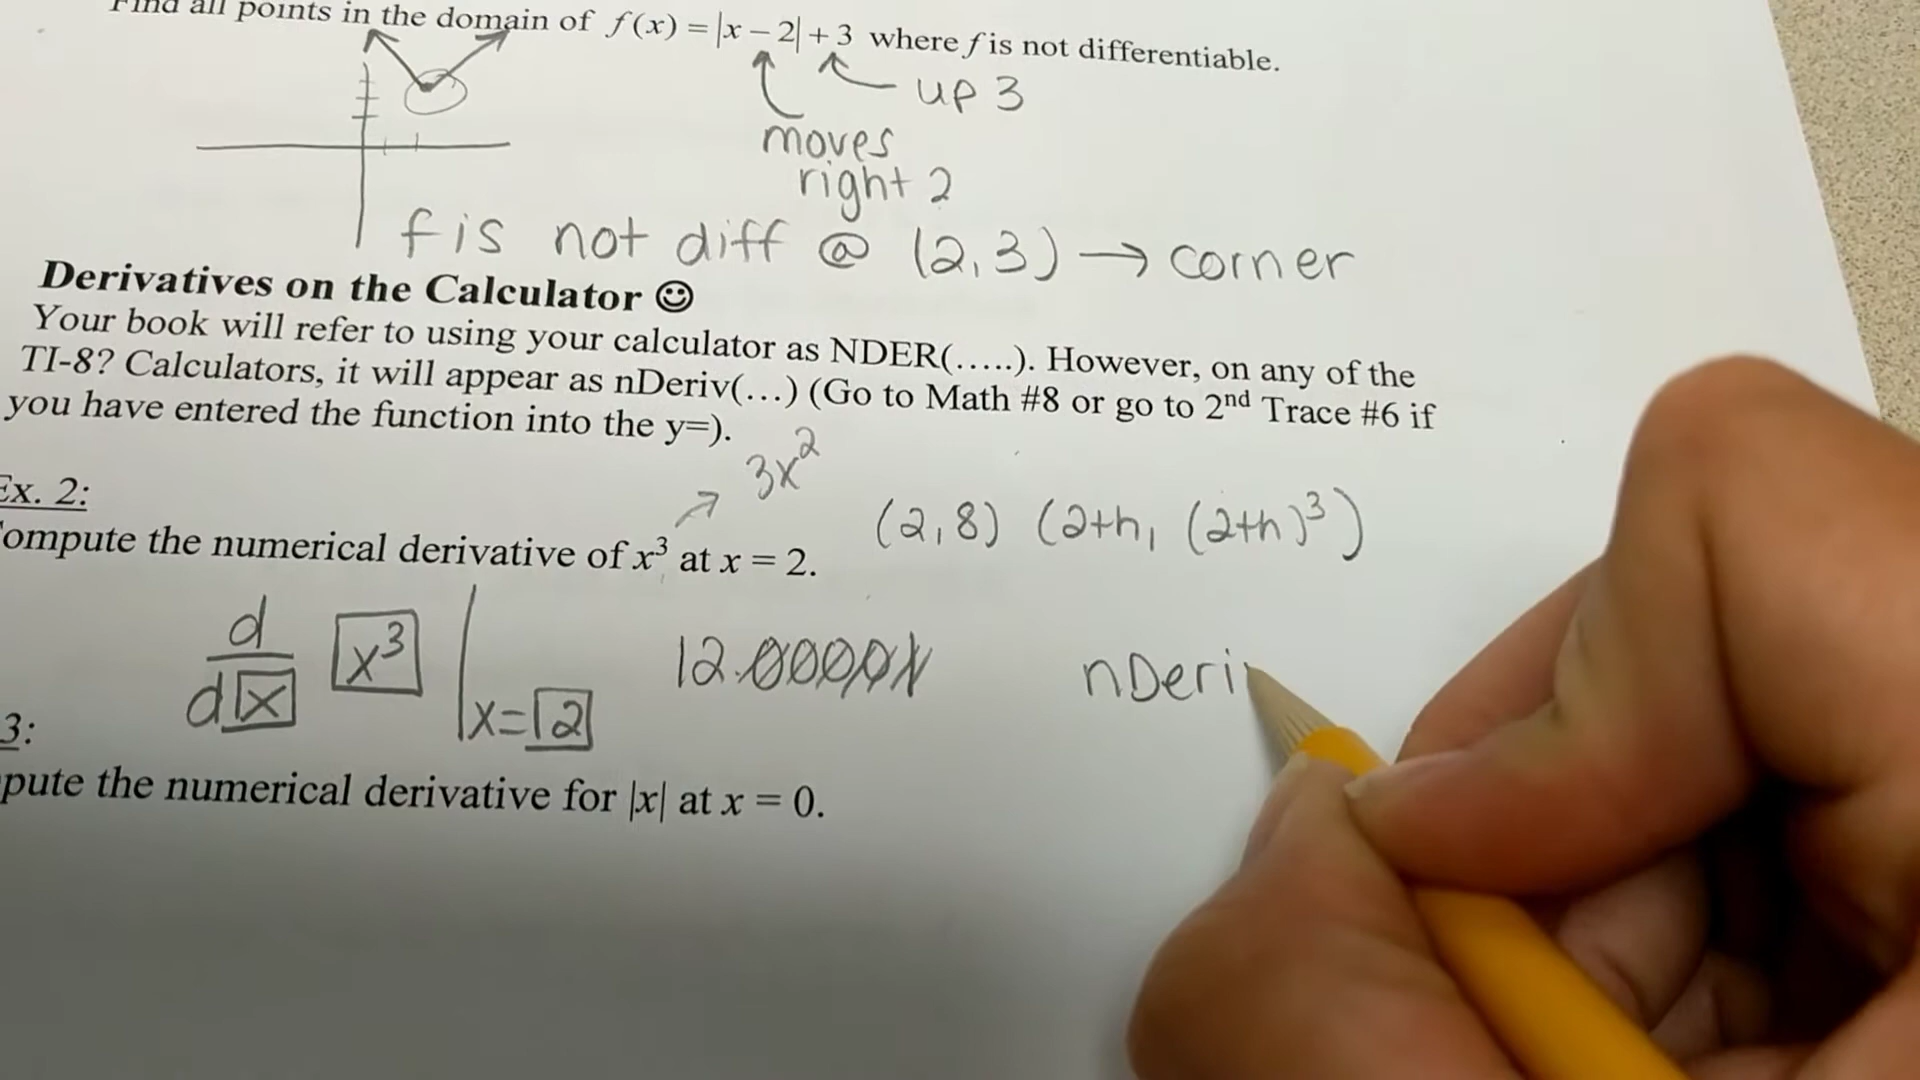 Find all points in the domain of f(x) = |x − 2| + 3 where f is not differentiable.
up 3
moves
right 2
f is not diff @ (2,3) → corner
Derivatives on the Calculator ☺
Your book will refer to using your calculator as NDER(…..). However, on any of the
TI-8? Calculators, it will appear as nDeriv(…) (Go to Math #8 or go to 2nd Trace #6 if
you have entered the function into the y=).
3x²
Ex. 2:
ompute the numerical derivative of x³ at x = 2.
(2,8) (2+h, (2+h)³)
d
dx x³ | x=2
12.00001
nDeri
3:
pute the numerical derivative for |x| at x = 0.